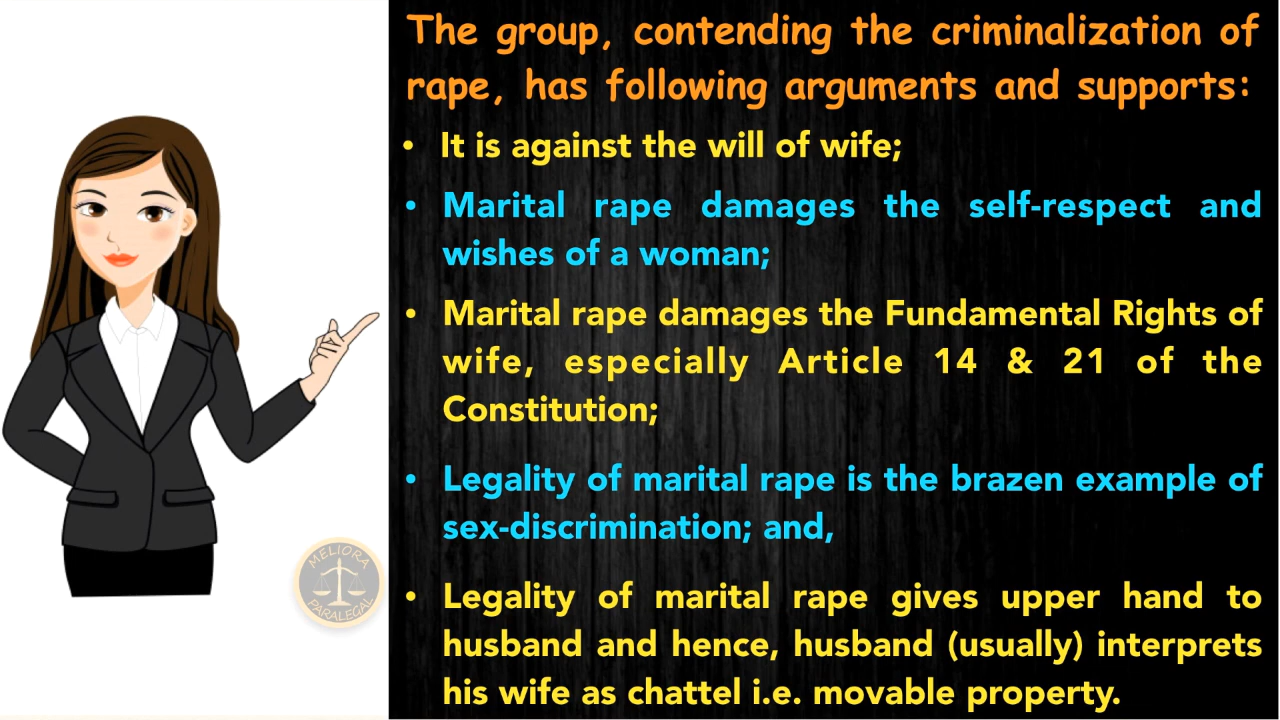 The group, contending the criminalization of
rape, has following arguments and supports:
• It is against the will of wife;
• Marital rape damages the self-respect and
wishes of a woman;
• Marital rape damages the Fundamental Rights of
wife, especially Article 14 & 21 of the
Constitution;
• Legality of marital rape is the brazen example of
sex-discrimination; and,
• Legality of marital rape gives upper hand to
husband and hence, husband (usually) interprets
his wife as chattel i.e. movable property.
MELIORA
PARALEGAL